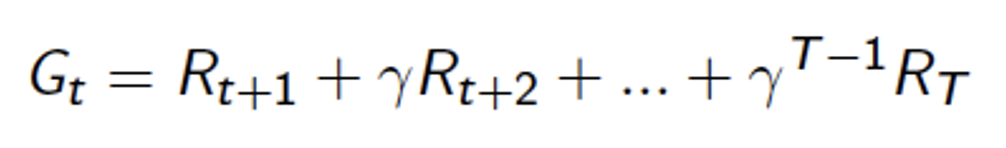 G_t = R_{t+1} + γR_{t+2} + ... + γ^{T−1}R_T